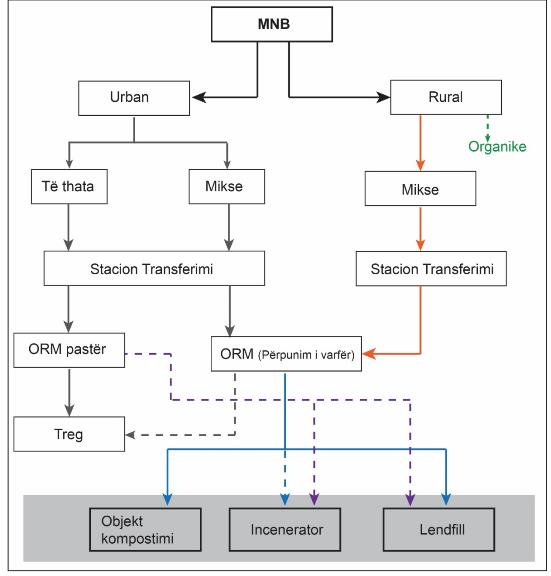 MNB
Urban
Rural
Organike
Të thata
Mikse
Mikse
Stacion Transferimi
Stacion Transferimi
ORM pastër
ORM (Përpunim i varfër)
Treg
Objekt
kompostimi
Incenerator
Lendfill